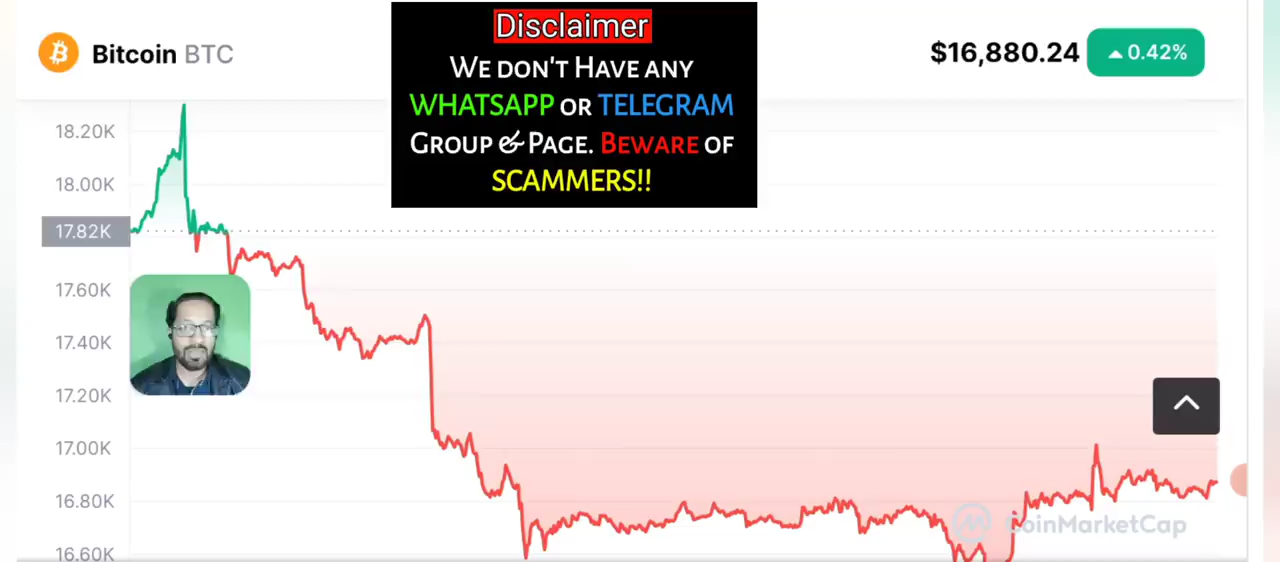 Disclaimer
WE DON'T HAVE ANY
WHATSAPP OR TELEGRAM
GROUP & PAGE. BEWARE OF
SCAMMERS!!
Bitcoin BTC
$16,880.24
0.42%
18.20K
18.00K
17.82K
17.60K
17.40K
17.20K
17.00K
16.80K
16.60K
CoinMarketCap